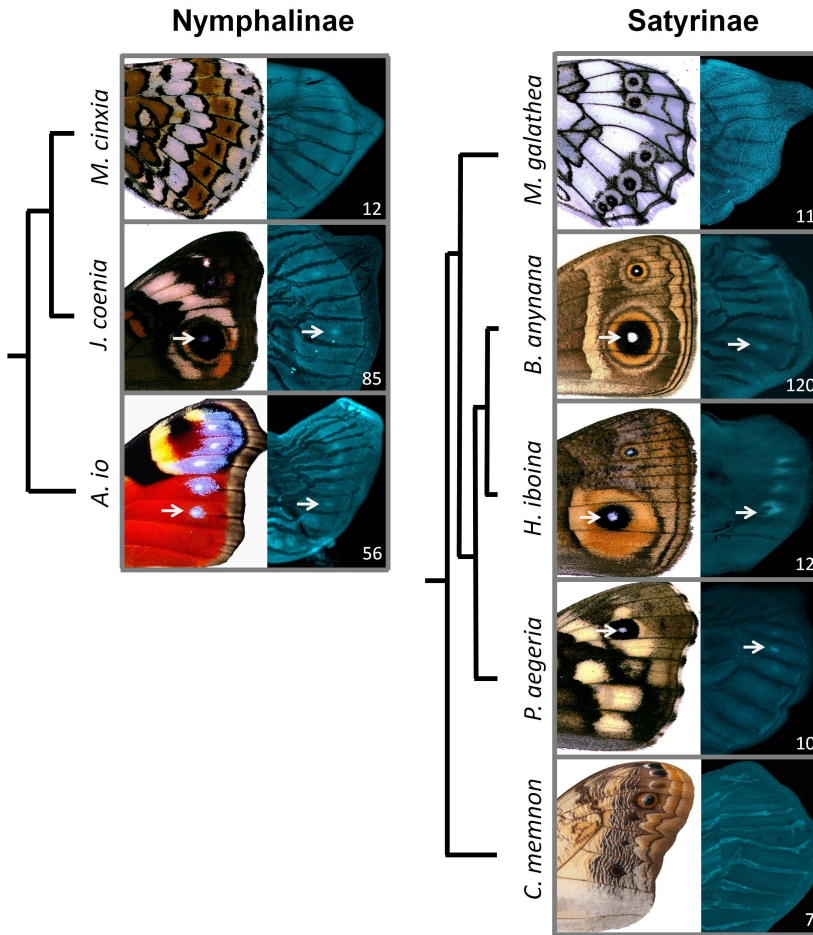 Nymphalinae
M. cinxia
12
J. coenia
85
A. io
56
Satyrinae
M. galathea
11
B. anynana
120
H. iboina
12
P. aegeria
10
C. memnon
7